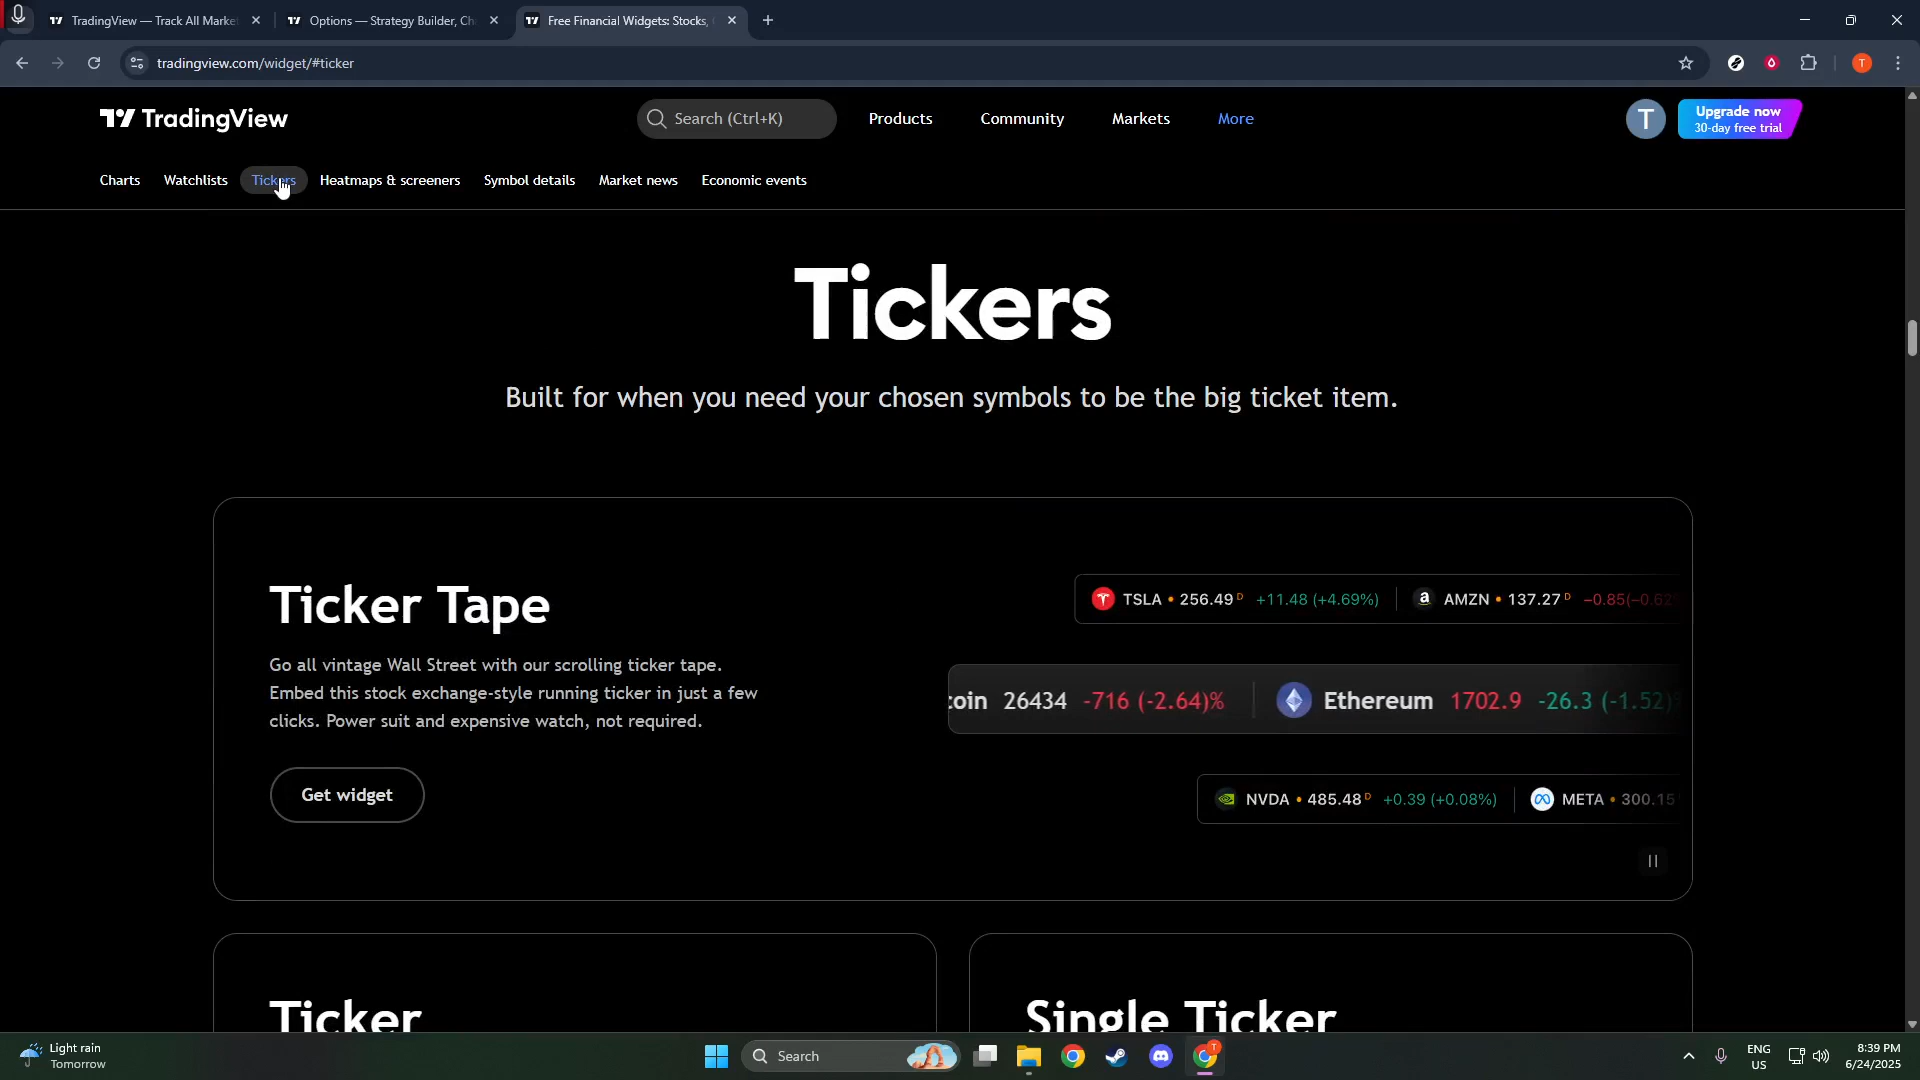 TradingView — Track All Marke
Options — Strategy Builder, Ch
Free Financial Widgets: Stocks,
tradingview.com/widget/#ticker
T
TradingView
Search (Ctrl+K)
Products
Community
Markets
More
T
Upgrade now
30-day free trial
Charts
Watchlists
Tickers
Heatmaps & screeners
Symbol details
Market news
Economic events
Tickers
Built for when you need your chosen symbols to be the big ticket item.
Ticker Tape
Go all vintage Wall Street with our scrolling ticker tape.
Embed this stock exchange-style running ticker in just a few
clicks. Power suit and expensive watch, not required.
Get widget
TSLA • 256.49 D +11.48 (+4.69%)
a AMZN • 137.27 D −0.85(−0.62
coin 26434 -716 (-2.64)%
Ethereum 1702.9 -26.3 (-1.52)%
NVDA • 485.48 D +0.39 (+0.08%)
META • 300.15
Ticker
Single Ticker
Light rain
Tomorrow
Search
T
ENG
US
8:39 PM
6/24/2025